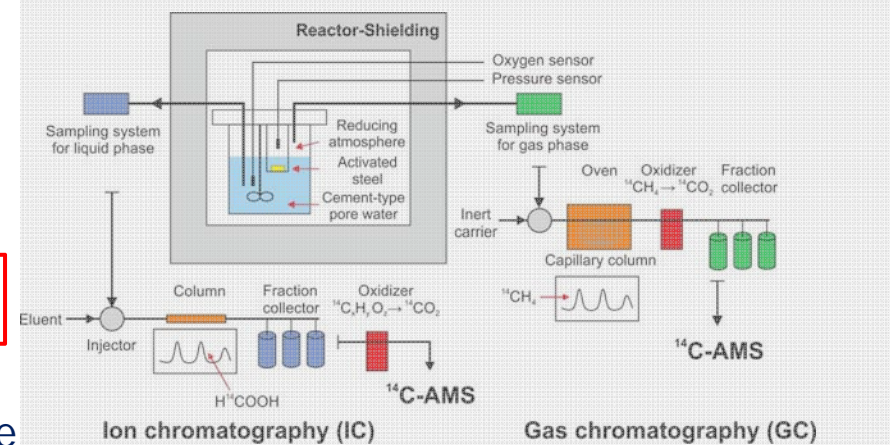 Reactor-Shielding
Oxygen sensor
Pressure sensor
Sampling system
for liquid phase
Reducing
atmosphere
Activated
steel
Cement-type
pore water
Sampling system
for gas phase
Oven
Oxidizer
¹⁴CH₄→¹⁴CO₂
Fraction
collector
Inert
carrier
Capillary column
¹⁴CH₄
¹⁴C-AMS
Gas chromatography (GC)
Eluent
Injector
Column
Fraction
collector
Oxidizer
¹⁴CₓHᵧO𝓏→¹⁴CO₂
H¹⁴COOH
¹⁴C-AMS
Ion chromatography (IC)
e